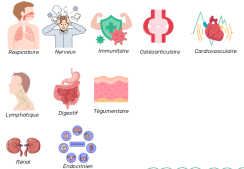 Respiratoire
Nerveux
Immunitaire
Ostéoarticulaire
Cardiovasculaire
Lymphatique
Digestif
Tégumentaire
Rénal
Endocrinien